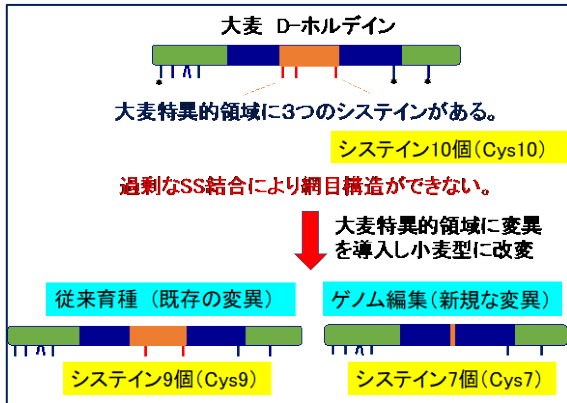 大麦 D-ホルデイン
大麦特異的領域に3つのシステインがある。
システイン10個(Cys10)
過剰なSS結合により網目構造ができない。
大麦特異的領域に変異
を導入し小麦型に改変
従来育種 (既存の変異)
ゲノム編集(新規な変異)
システイン9個(Cys9)
システイン7個(Cys7)